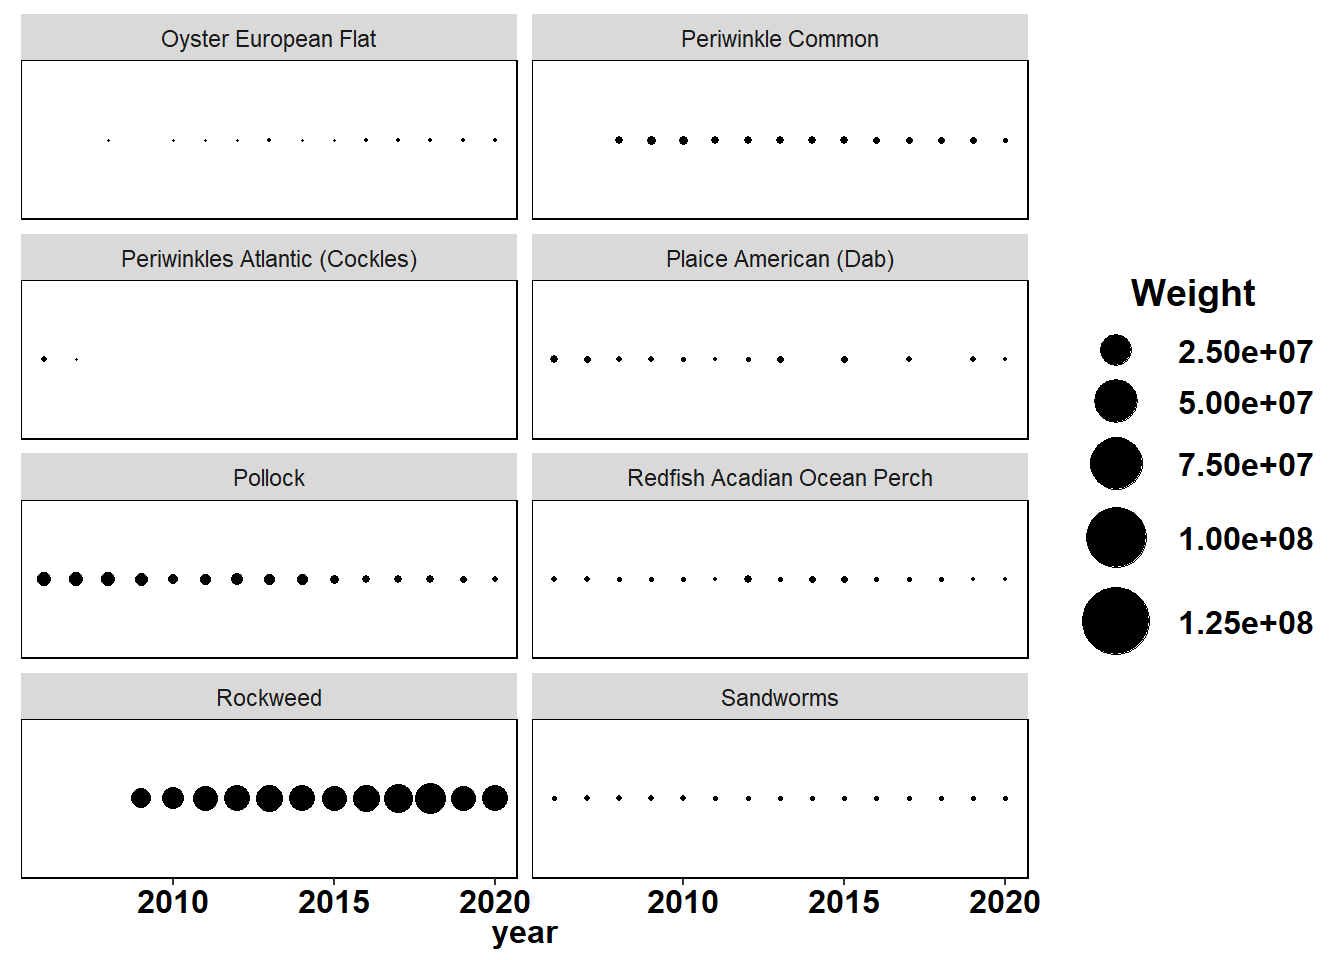 Oyster European Flat
Periwinkle Common
Periwinkles Atlantic (Cockles)
Plaice American (Dab)
Pollock
Redfish Acadian Ocean Perch
Rockweed
Sandworms
2010 2015 2020
2010 2015 2020
year
Weight
2.50e+07
5.00e+07
7.50e+07
1.00e+08
1.25e+08